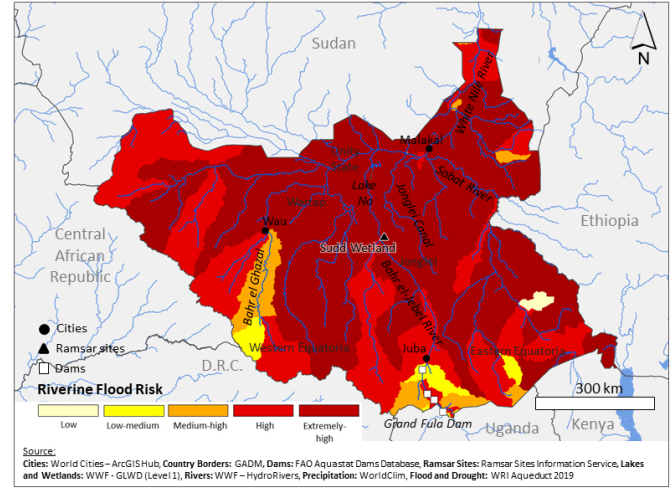 Sudan
N
White Nile River
Malakal
Unity
State
Sobat River
Lake
No
Warrap
Jonglei Canal
Ethiopia
Wau
Central
African
Republic
Sudd Wetland
Jonglei
Bahr el Ghazal
Bahr el-Jebel River
Cities
Ramsar sites
Western Equatoria
Juba
Eastern Equatoria
Dams
D.R.C.
Riverine Flood Risk
300 km
Low
Low-medium
Medium-high
High
Extremely-
high
Grand Fula Dam
Uganda
Kenya
Source:
Cities: World Cities – ArcGIS Hub, Country Borders: GADM, Dams: FAO Aquastat Dams Database, Ramsar Sites: Ramsar Sites Information Service, Lakes
and Wetlands: WWF - GLWD (Level 1), Rivers: WWF – HydroRivers, Precipitation: WorldClim, Flood and Drought: WRI Aqueduct 2019